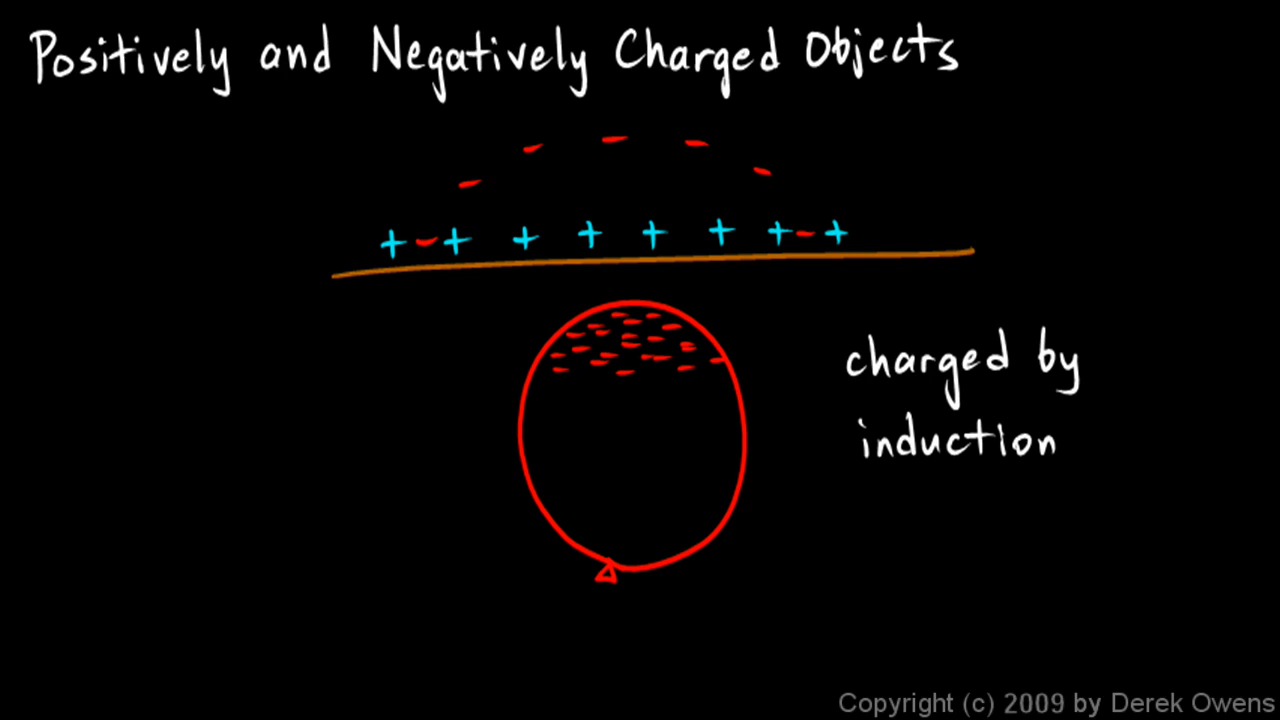 Positively and Negatively Charged Objects
- - - - -
+ - + + + + + + - +
charged by
induction
Copyright (c) 2009 by Derek Owens